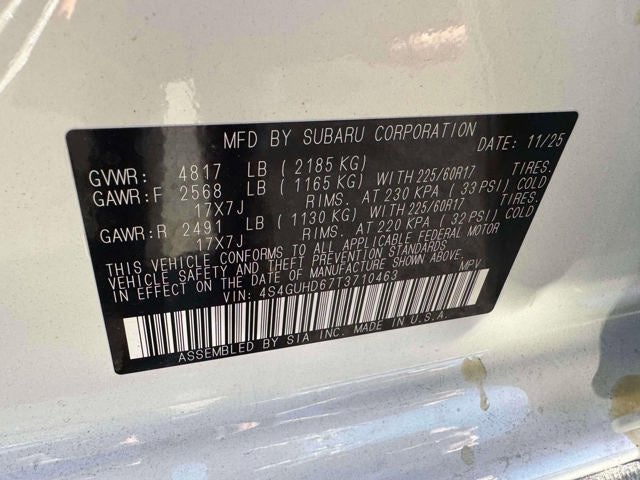 MFD BY SUBARU CORPORATION DATE: 11/25
GVWR: 4817 LB (2185 KG)
GAWR:F 2568 LB (1165 KG) WITH 225/60R17 TIRES.
17X7J RIMS. AT 230 KPA (33 PSI) COLD
GAWR:R 2491 LB (1130 KG) WITH 225/60R17 TIRES.
17X7J RIMS. AT 220 KPA (32 PSI) COLD
THIS VEHICLE CONFORMS TO ALL APPLICABLE FEDERAL MOTOR
VEHICLE SAFETY AND THEFT PREVENTION STANDARDS
IN EFFECT ON THE DATE OF MANUFACTURE SHOWN ABOVE.
VIN: 4S4GUHD67T3710463 MPV
ASSEMBLED BY SIA INC. MADE IN U.S.A.